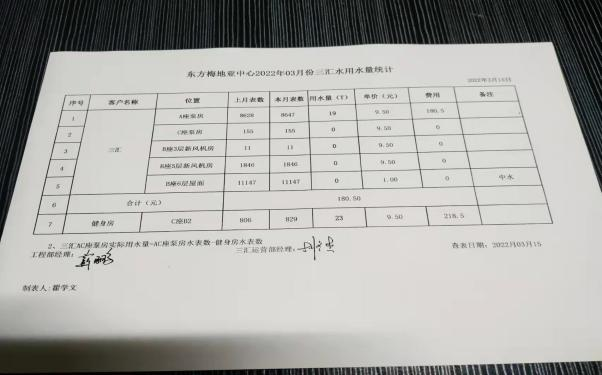 东方梅地亚中心2022年03月份三汇水用水量统计
2022年3月15日
序号 客户名称 位置 上月表数 本月表数 用水量（T） 单价（元） 费用 备注
1 三汇 A座泵房 8628 8647 19 9.50 180.5
2 C座泵房 155 155 0 9.50 0
3 B座3层新风机房 11 11 0 9.50 0
4 B座5层新风机房 1846 1846 0 9.50 0
5 B座6层屋面 11147 11147 0 1.00 0 中水
6 合计（元） 180.50
7 健身房 C座B2 806 829 23 9.50 218.5
2、三汇AC座泵房实际用水量=AC座泵房水表数-健身房水表数
工程部经理： 三汇运营部经理： 查表日期：2022年03月15
制表人：翟学文